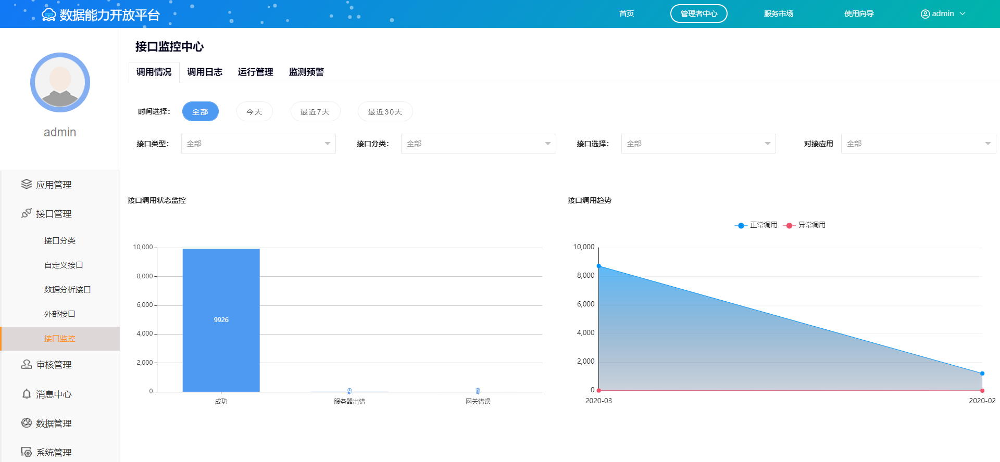 数据能力开放平台
首页 管理者中心 服务市场 使用向导 admin
admin
应用管理
接口管理
接口分类
自定义接口
数据分析接口
外部接口
接口监控
审核管理
消息中心
数据管理
系统管理
接口监控中心
调用情况 调用日志 运行管理 监测预警
时间选择： 全部 今天 最近7天 最近30天
接口类型： 全部 接口分类： 全部 接口选择： 全部 对接应用 全部
接口调用状态监控
10,000
8,000
6,000
4,000
2,000
0
9926
成功 服务器出错 网关错误
接口调用趋势
正常调用 异常调用
10,000
8,000
6,000
4,000
2,000
0
2020-03 2020-02